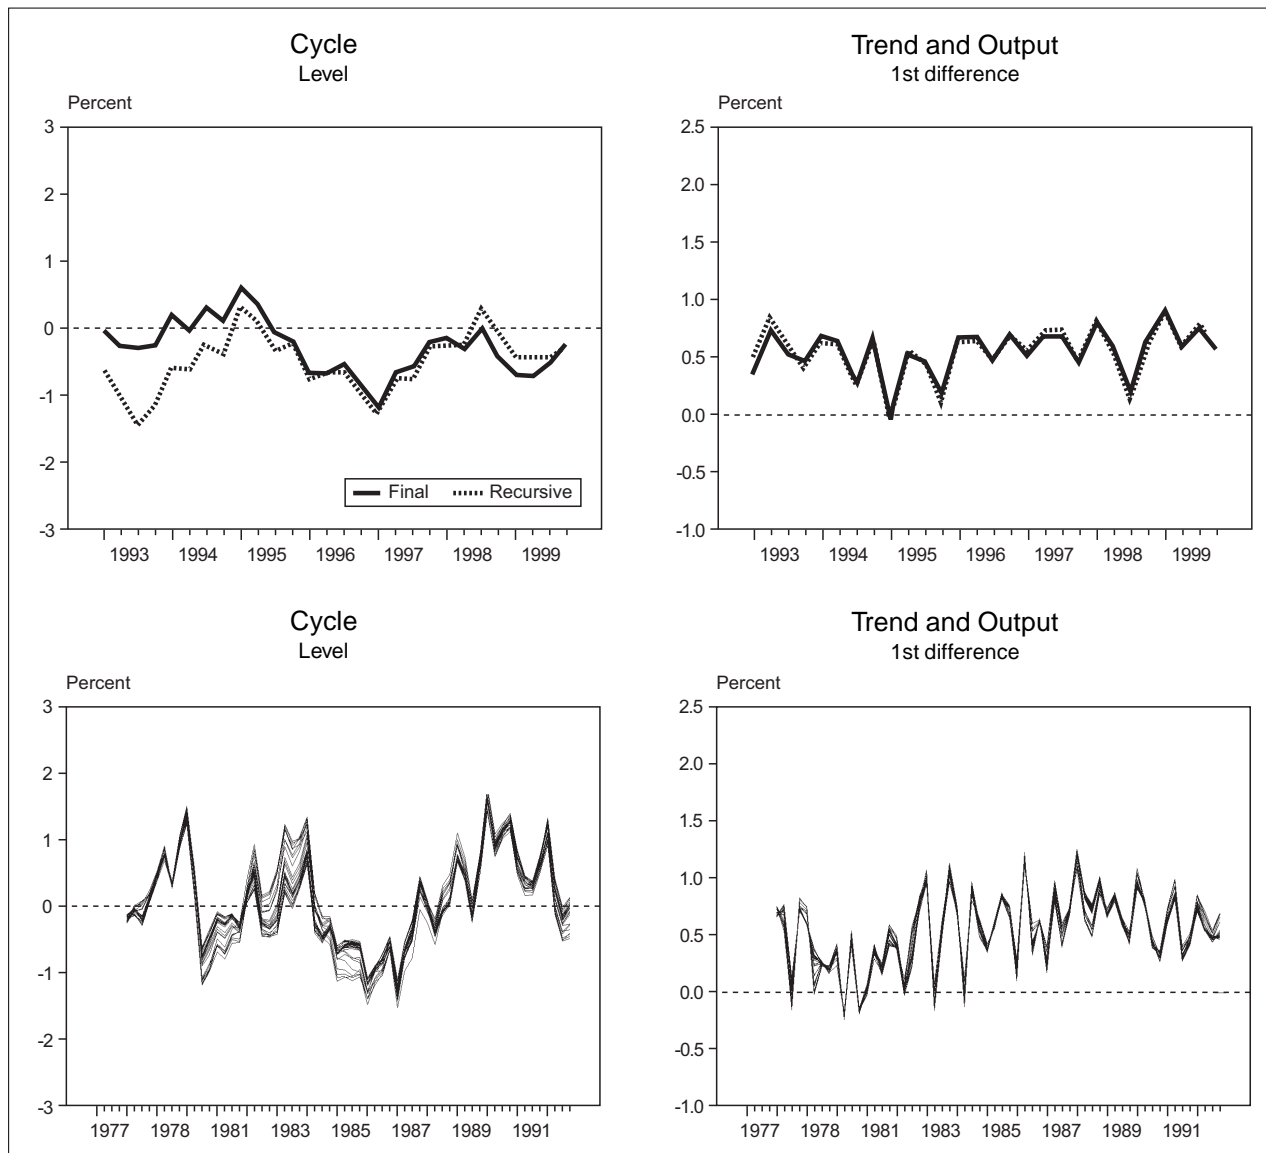 Cycle
Level
Percent
3
2
1
0
-1
-2
-3
Final Recursive
1993 1994 1995 1996 1997 1998 1999
Trend and Output
1st difference
Percent
2.5
2.0
1.5
1.0
0.5
0.0
-0.5
-1.0
1993 1994 1995 1996 1997 1998 1999
Cycle
Level
Percent
3
2
1
0
-1
-2
-3
1977 1978 1981 1983 1985 1987 1989 1991
Trend and Output
1st difference
Percent
2.5
2.0
1.5
1.0
0.5
0.0
-0.5
-1.0
1977 1978 1981 1983 1985 1987 1989 1991